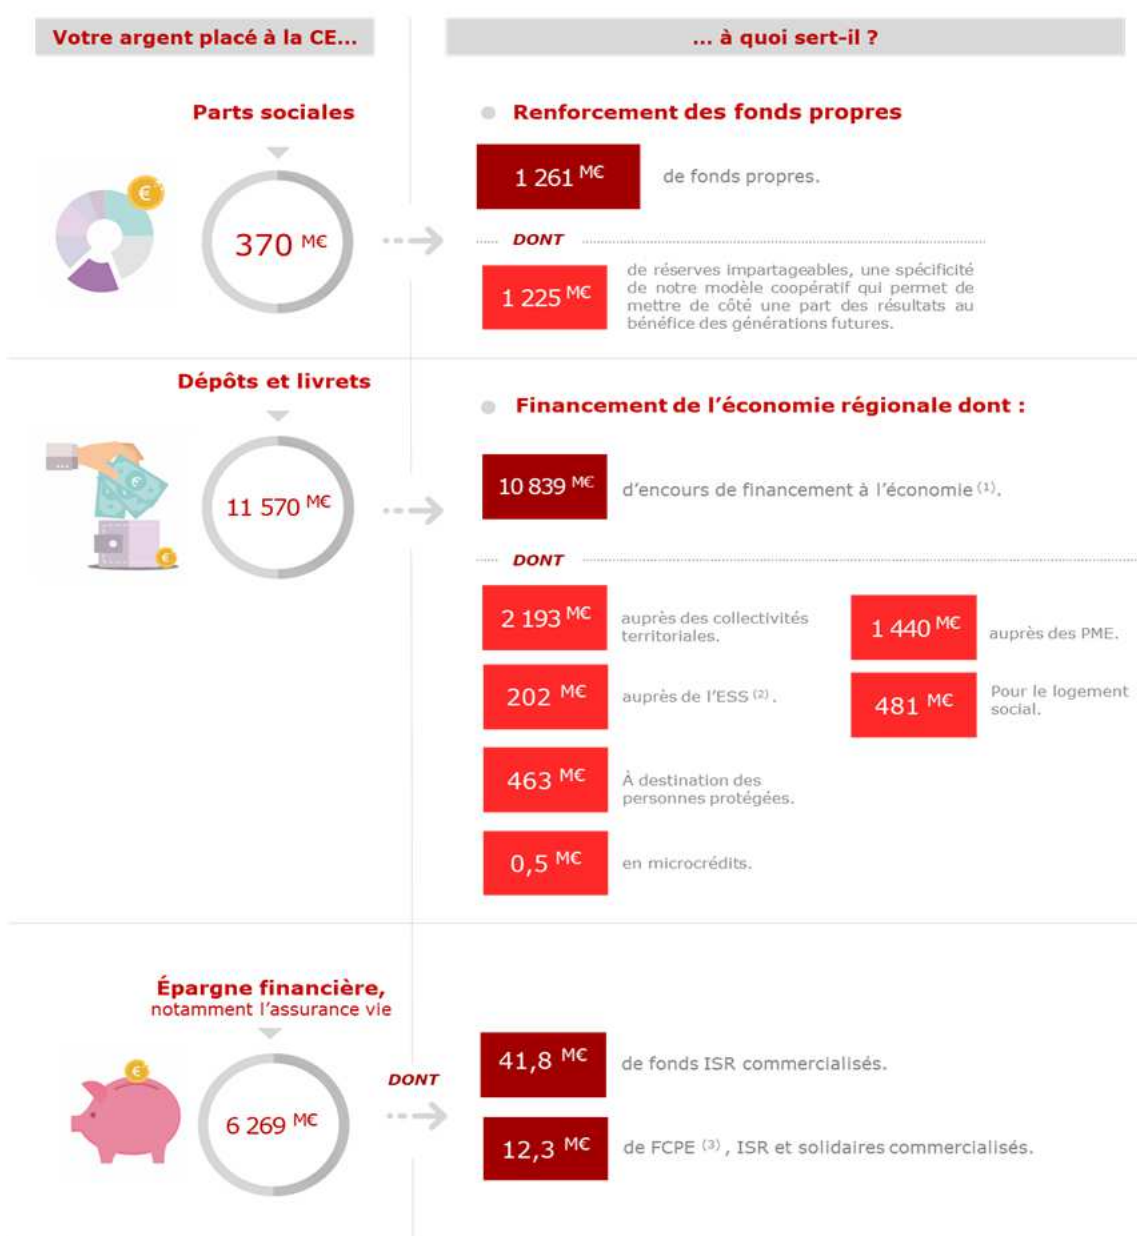 Votre argent placé à la CE...
... à quoi sert-il ?
Parts sociales
370 M€
Renforcement des fonds propres
1 261 M€
de fonds propres.
DONT
1 225 M€
de réserves impartageables, une spécificité
de notre modèle coopératif qui permet de
mettre de côté une part des résultats au
bénéfice des générations futures.
Dépôts et livrets
11 570 M€
Financement de l'économie régionale dont :
10 839 M€
d'encours de financement à l'économie (1).
DONT
2 193 M€
auprès des collectivités
territoriales.
1 440 M€
auprès des PME.
202 M€
auprès de l'ESS (2) .
481 M€
Pour le logement
social.
463 M€
À destination des
personnes protégées.
0,5 M€
en microcrédits.
Épargne financière,
notamment l'assurance vie
6 269 M€
DONT
41,8 M€
de fonds ISR commercialisés.
12,3 M€
de FCPE (3) , ISR et solidaires commercialisés.